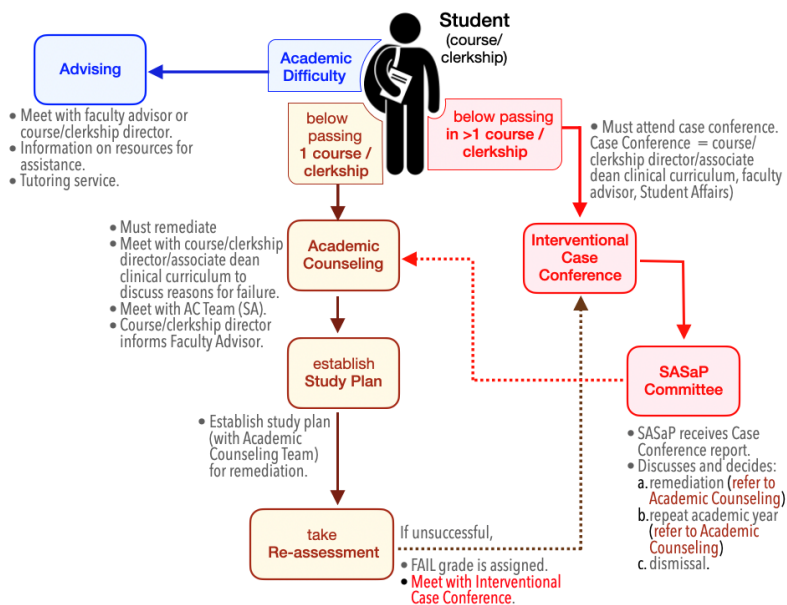 Student
(course/
clerkship)
Academic
Difficulty
Advising
• Meet with faculty advisor or
course/clerkship director.
• Information on resources for
assistance.
• Tutoring service.
below
passing
1 course /
clerkship
below passing
in >1 course /
clerkship
• Must attend case conference.
Case Conference = course/
clerkship director/associate
dean clinical curriculum, faculty
advisor, Student Affairs)
• Must remediate
• Meet with course/clerkship
director/associate dean
clinical curriculum to
discuss reasons for failure.
• Meet with AC Team (SA).
• Course/clerkship director
informs Faculty Advisor.
Academic
Counseling
Interventional
Case
Conference
establish
Study Plan
SASaP
Committee
• Establish study plan
(with Academic
Counseling Team)
for remediation.
• SASaP receives Case
Conference report.
• Discusses and decides:
a. remediation (refer to
Academic Counseling)
b. repeat academic year
(refer to Academic
Counseling)
c. dismissal.
take
Re-assessment
If unsuccessful,
• FAIL grade is assigned.
• Meet with Interventional
Case Conference.